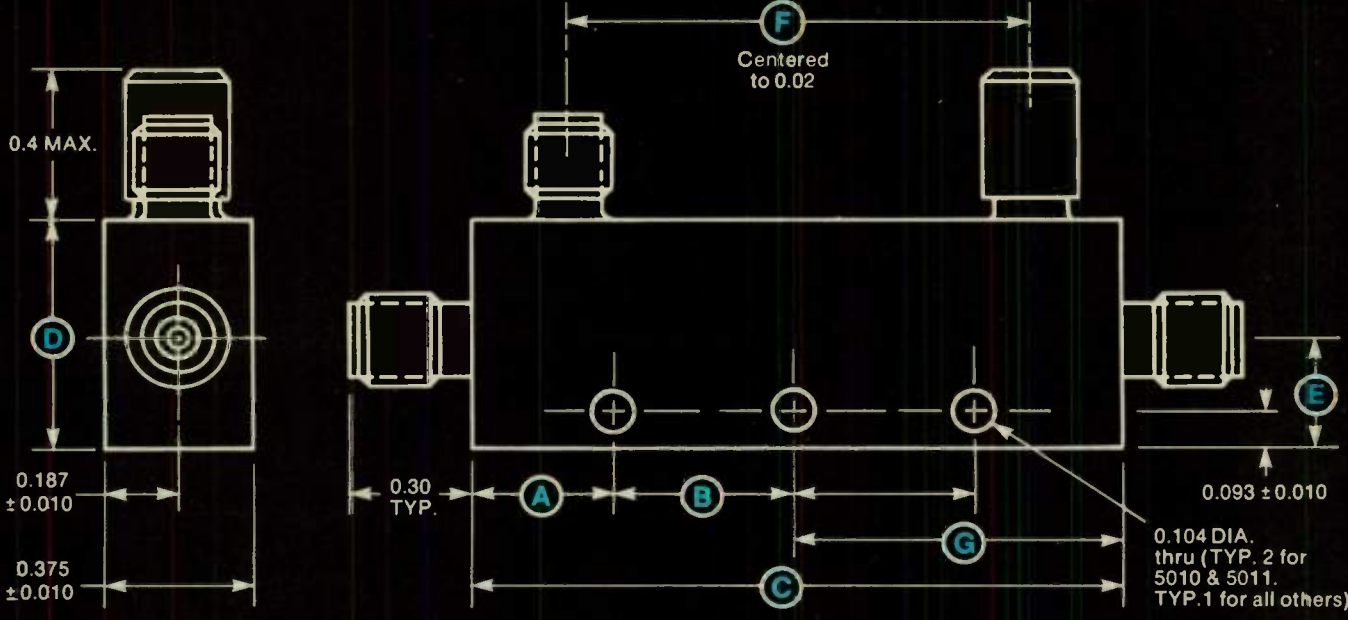 F
Centered
to 0.02
0.4 MAX.
D
E
0.187
±0.010
0.30
TYP.
A
B
0.093 ±0.010
G
0.375
±0.010
C
0.104 DIA.
thru (TYP. 2 for
5010 & 5011.
TYP.1 for all others)